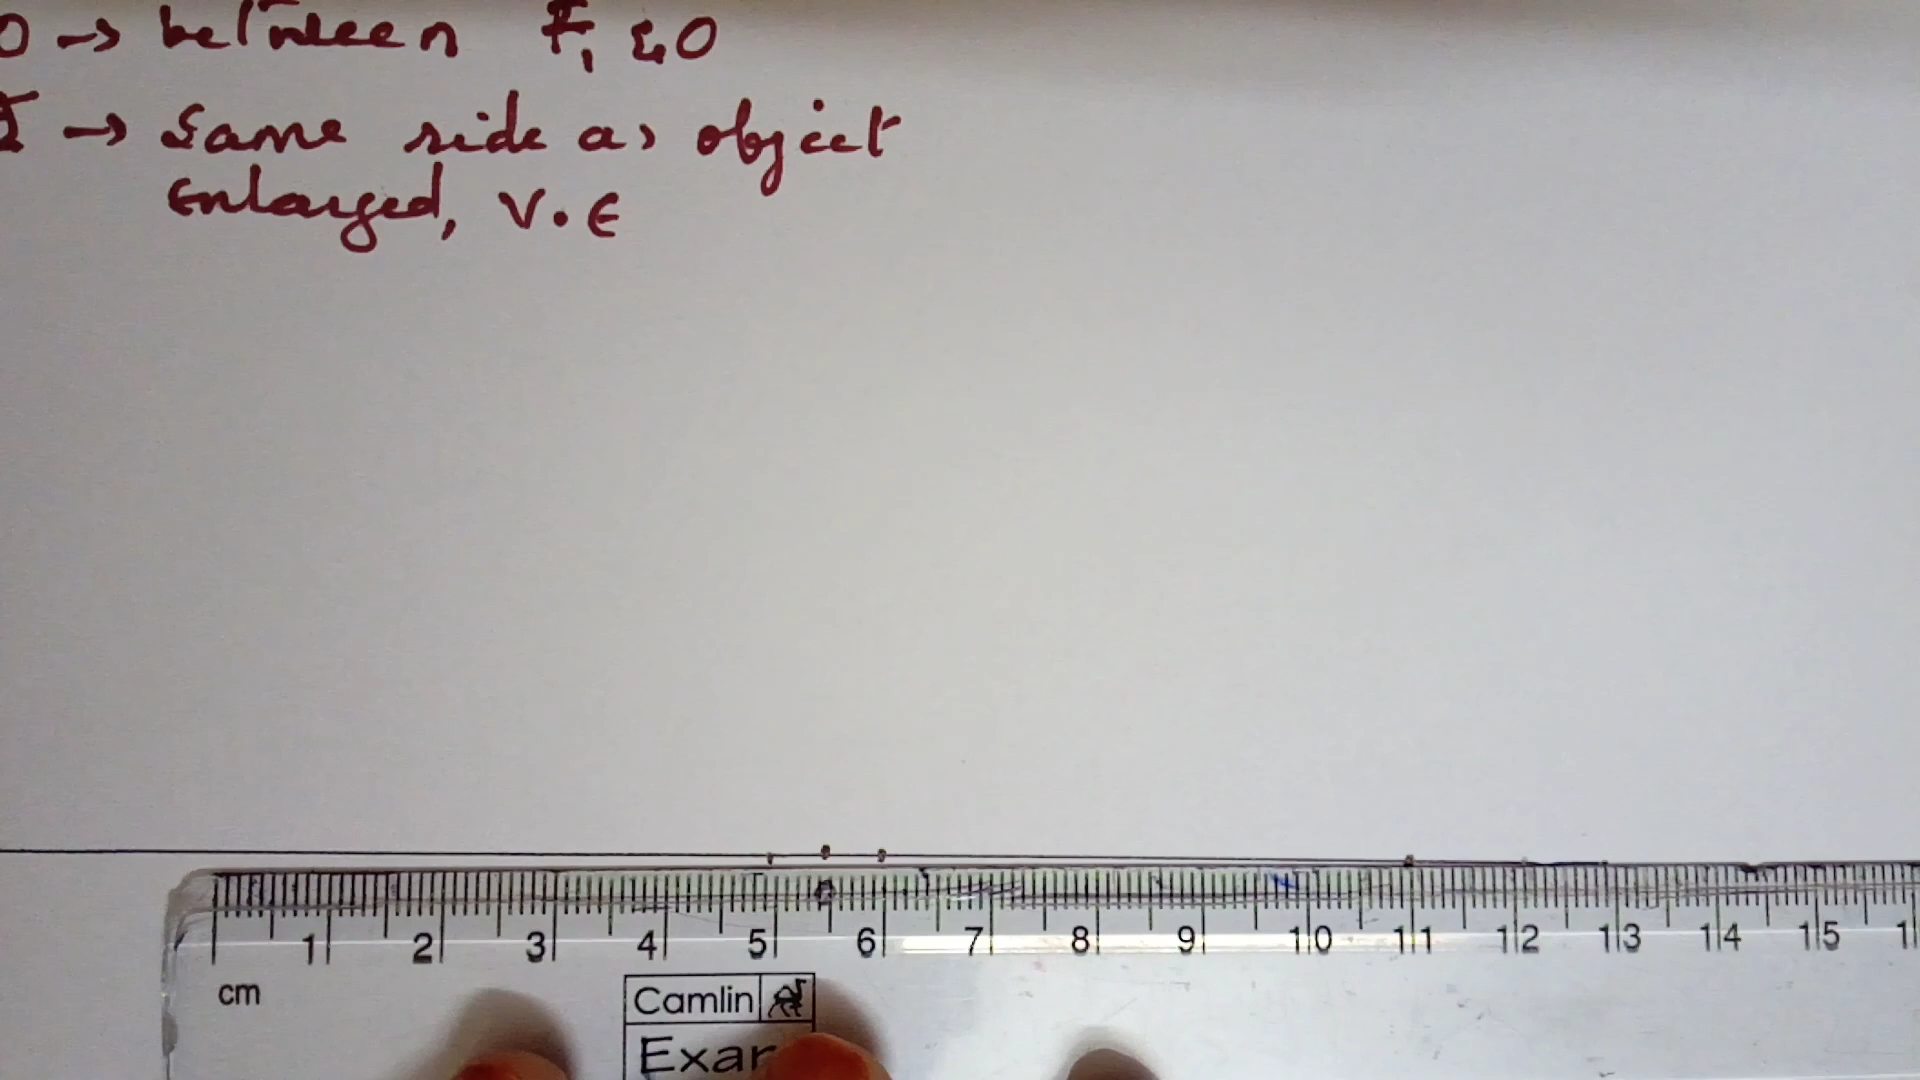 O → between F₁ & O
I → Same side as object
Enlarged, V.E
1 2 3 4 5 6 7 8 9 10 11 12 13 14 15
cm
Camlin
Exa